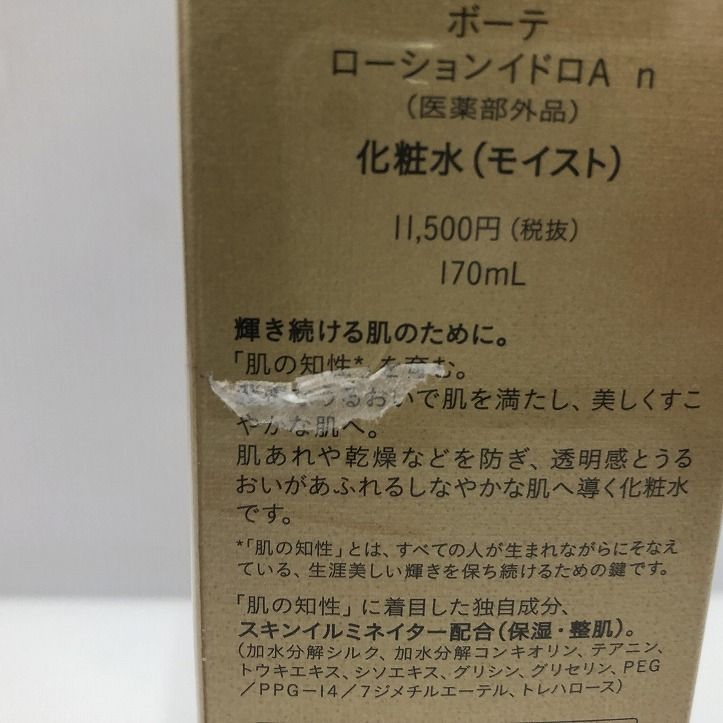 ボーテ
ローションイドロA n
(医薬部外品)
化粧水(モイスト)
11,500円(税抜)
170mL
輝き続ける肌のために。
「肌の知性*」を育む。
うるおいで肌を満たし、美しくすこ
やかな肌へ。
肌あれや乾燥などを防ぎ、透明感とうる
おいがあふれるしなやかな肌へ導く化粧水
です。
*「肌の知性」とは、すべての人が生まれながらにそなえ
ている、生涯美しい輝きを保ち続けるための鍵です。
「肌の知性」に着目した独自成分、
スキンイルミネイター配合(保湿・整肌)。
(加水分解シルク、加水分解コンキオリン、テアニン、
トウキエキス、シソエキス、グリシン、グリセリン、PEG
/PPG-14/7ジメチルエーテル、トレハロース)